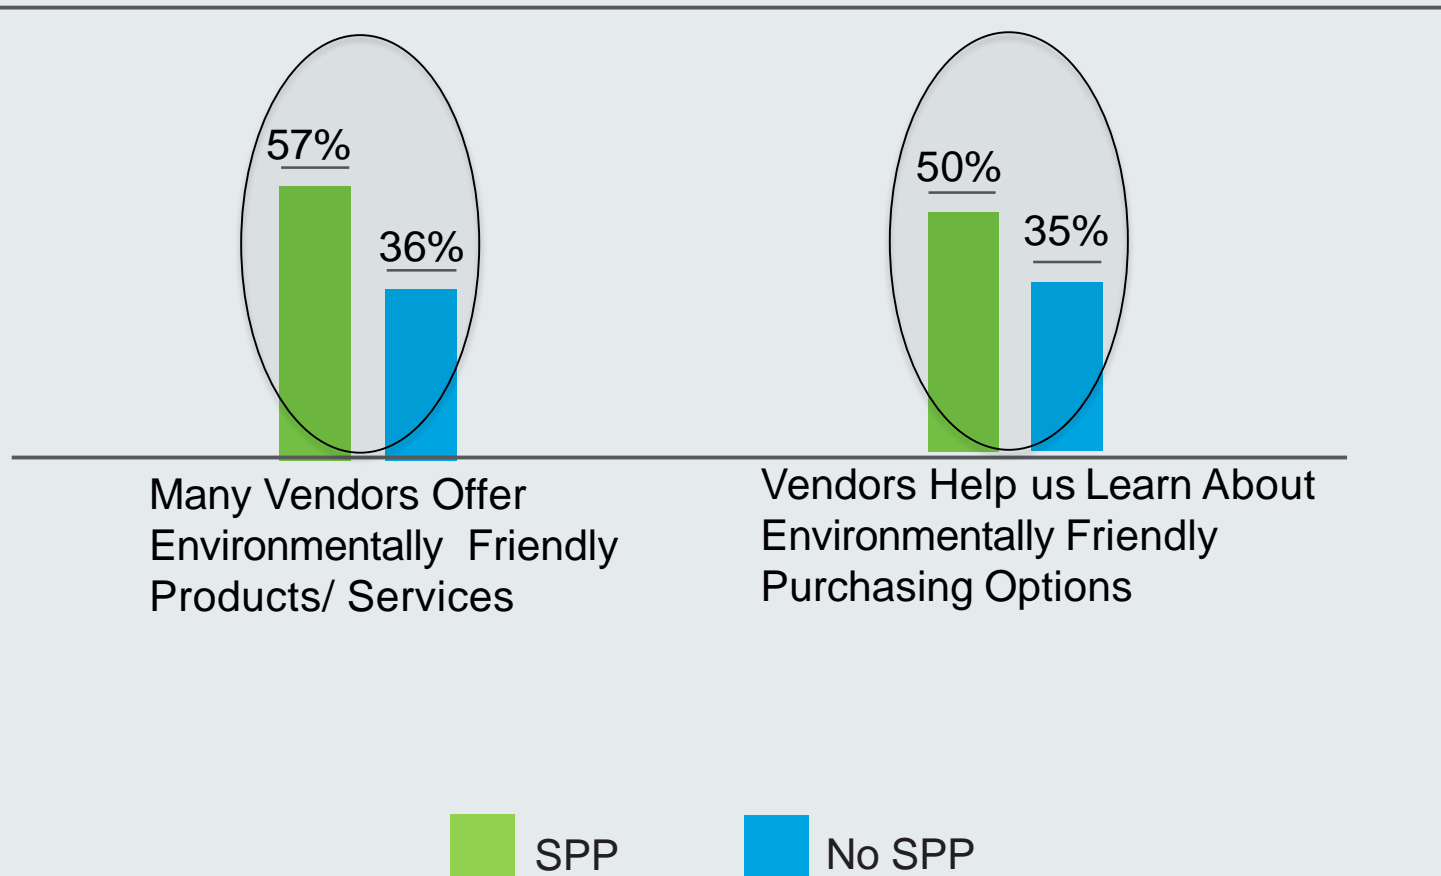 57%
36%
50%
35%
Many Vendors Offer
Environmentally Friendly
Products/ Services
Vendors Help us Learn About
Environmentally Friendly
Purchasing Options
SPP
No SPP